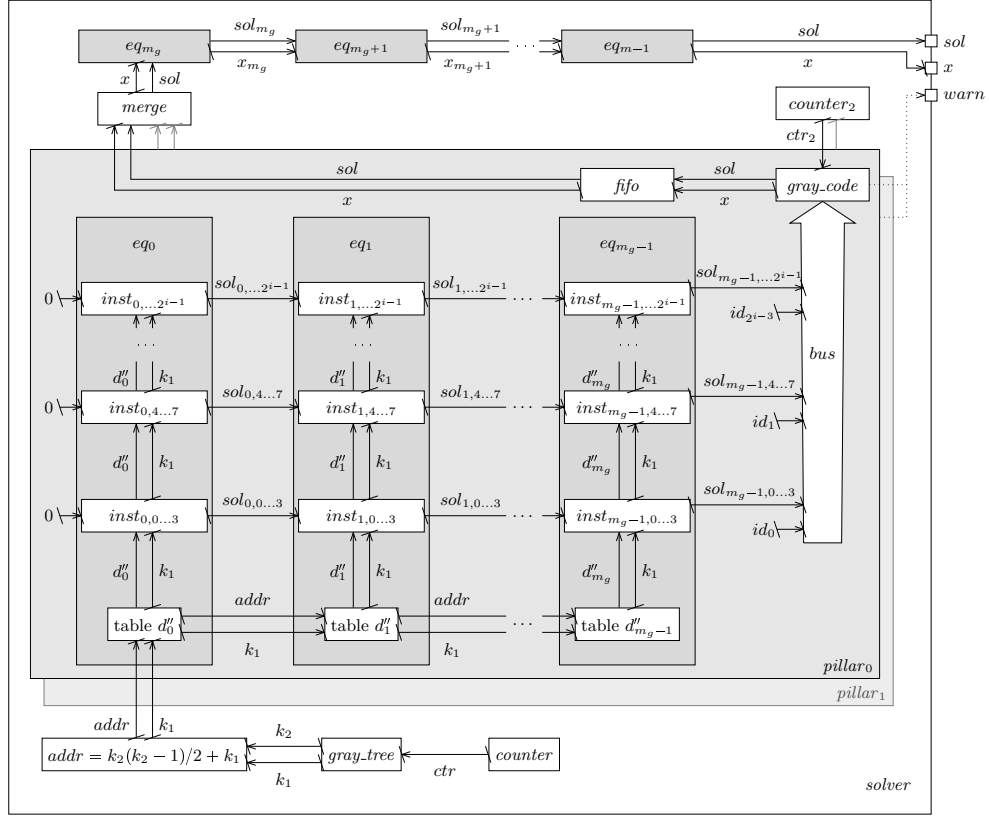 sol_{m_g} sol_{m_g+1} sol
eq_{m_g} eq_{m_g+1} ... eq_{m-1} sol
x_{m_g} x_{m_g+1} x x
x sol warn
merge counter_2
ctr_2
sol sol
fifo gray_code
x x
eq_0 eq_1 eq_{m_g-1}
sol_{0,...2^{i-1}} sol_{1,...2^{i-1}} sol_{m_g-1,...2^{i-1}}
0 inst_{0,...2^{i-1}} inst_{1,...2^{i-1}} ... inst_{m_g-1,...2^{i-1}}
id_{2^{i-3}}
... ... ... bus
d''_0 k_1 d''_1 k_1 d''_{m_g} k_1
sol_{0,4...7} sol_{1,4...7} sol_{m_g-1,4...7}
0 inst_{0,4...7} inst_{1,4...7} ... inst_{m_g-1,4...7}
id_1
d''_0 k_1 d''_1 k_1 d''_{m_g} k_1
sol_{0,0...3} sol_{1,0...3} sol_{m_g-1,0...3}
0 inst_{0,0...3} inst_{1,0...3} ... inst_{m_g-1,0...3}
id_0
d''_0 k_1 d''_1 k_1 d''_{m_g} k_1
addr addr
table d''_0 table d''_1 ... table d''_{m_g-1}
k_1 k_1
pillar_0
pillar_1
addr k_1
k_2
addr = k_2(k_2 − 1)/2 + k_1 gray_tree counter
k_1 ctr
solver